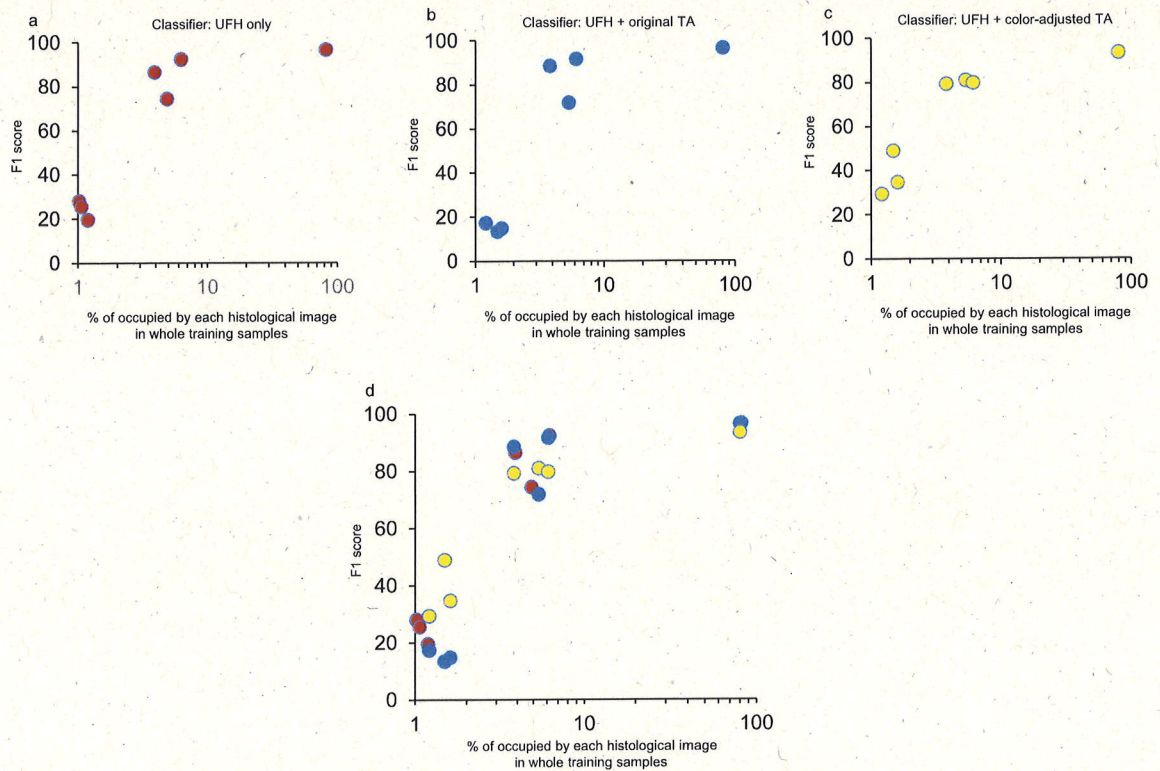 a
Classifier: UFH only
100
80
60
40
20
0
F1 score
1
10
100
% of occupied by each histological image
in whole training samples
b
Classifier: UFH + original TA
100
80
60
40
20
0
F1 score
1
10
100
% of occupied by each histological image
in whole training samples
c
Classifier: UFH + color-adjusted TA
100
80
60
40
20
0
F1 score
1
10
100
% of occupied by each histological image
in whole training samples
d
100
80
60
40
20
0
F1 score
1
10
100
% of occupied by each histological image
in whole training samples